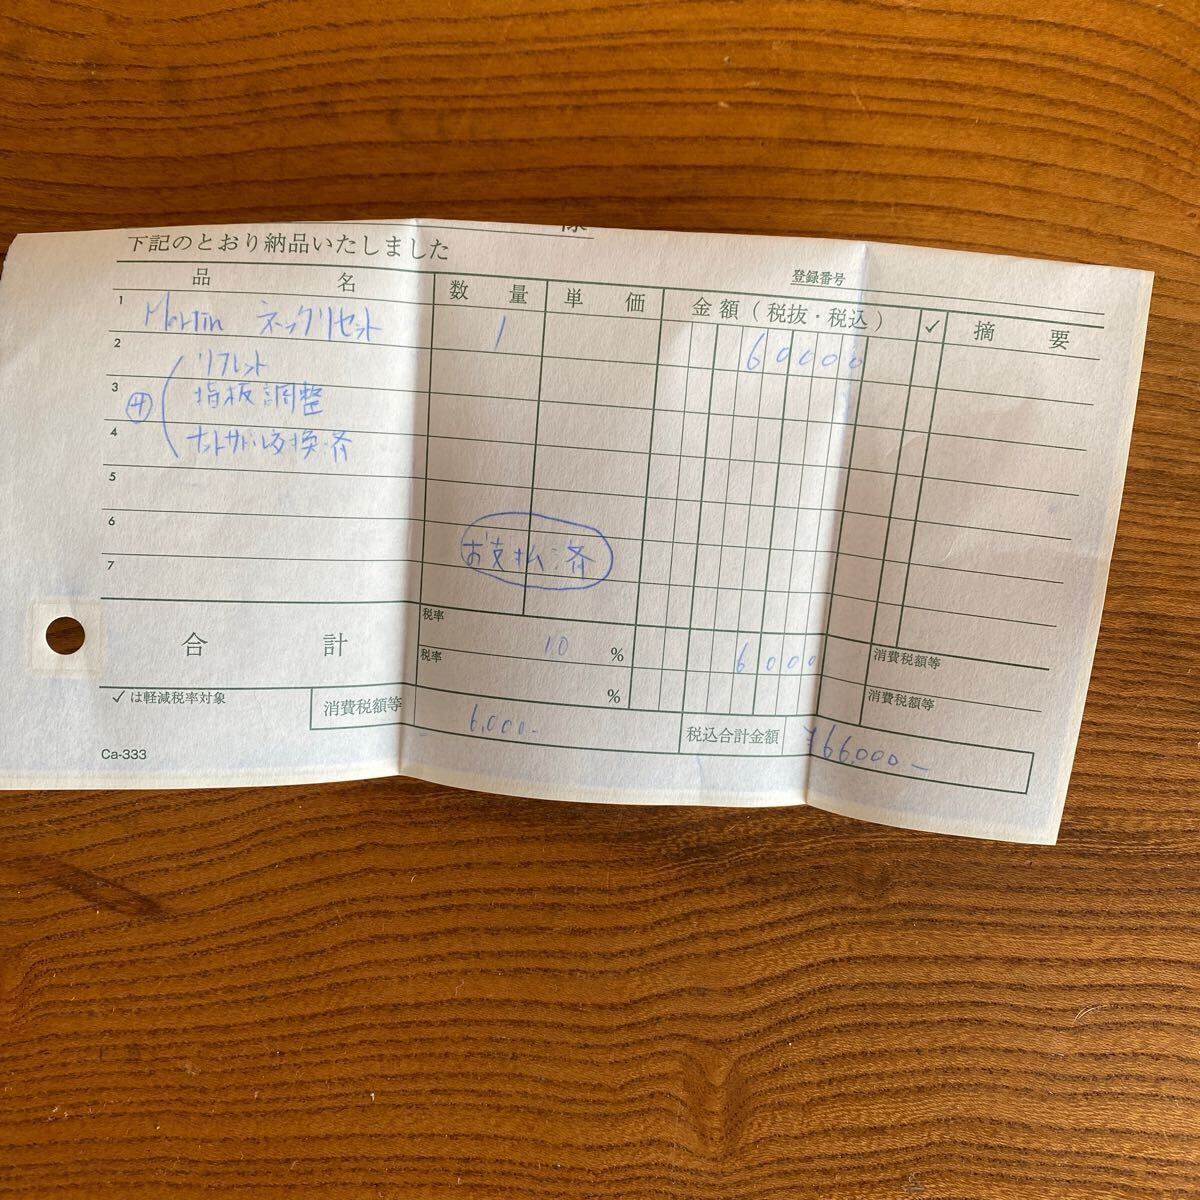 様
下記のとおり納品いたしました
登録番号
品 名 数 量 単 価 金額(税抜・税込) ✓ 摘 要
1 Martin ネックリセット 1 60000
2 リフレット
3 サ 指板調整
4 ナットサドル交換済
5
6
お支払済
7
合 計 税率 10 % 6000 消費税額等
税率 % 消費税額等
✓は軽減税率対象 消費税額等 6,000- 税込合計金額 ¥66,000-
Ca-333